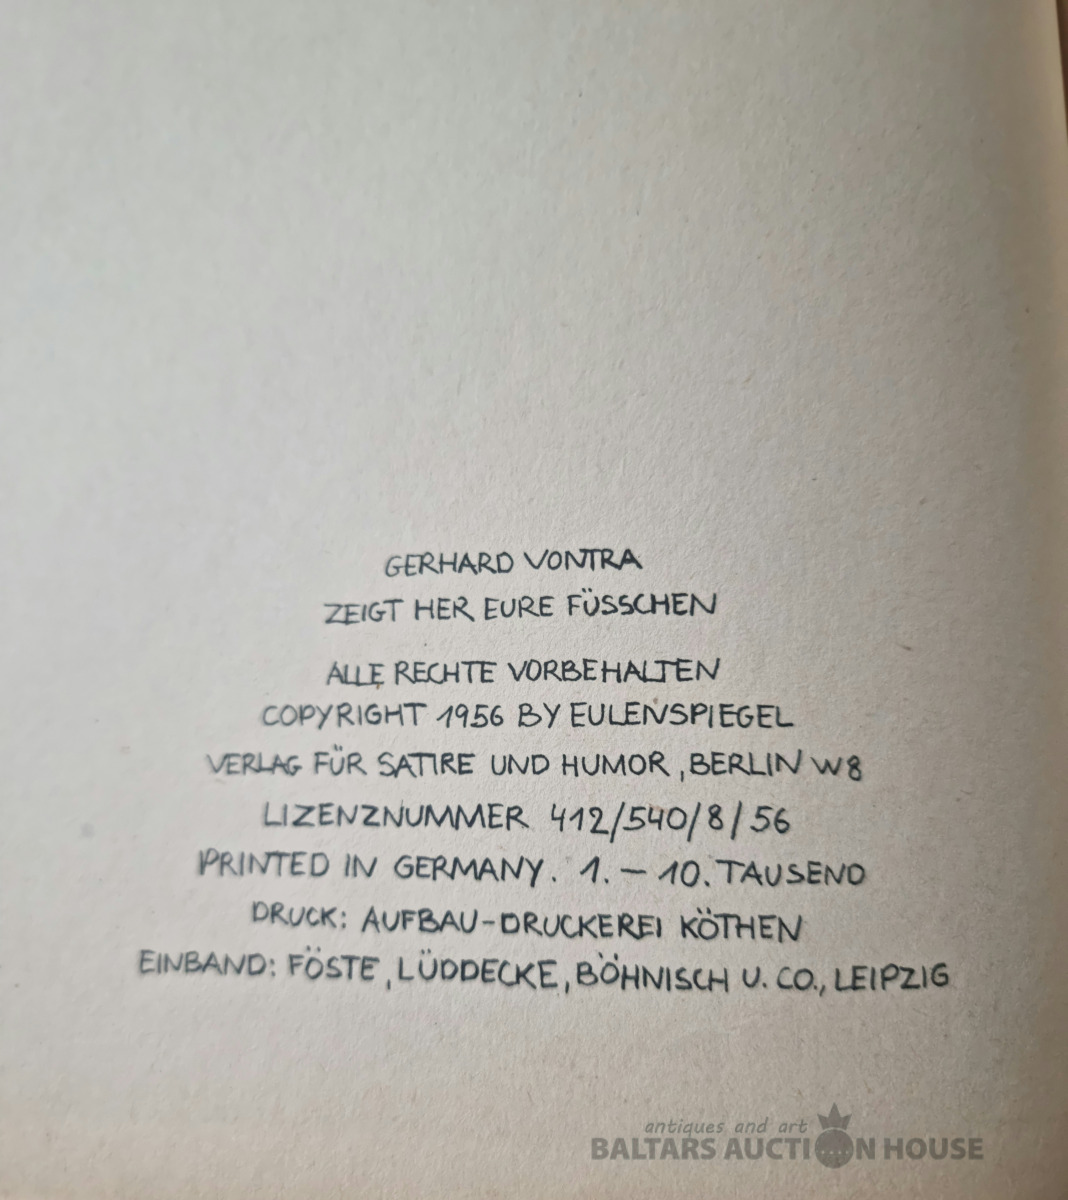 GERHARD VONTRA
ZEIGT HER EURE FÜSSCHEN
ALLE RECHTE VORBEHALTEN
COPYRIGHT 1956 BY EULENSPIEGEL
VERLAG FÜR SATIRE UND HUMOR, BERLIN W8
LIZENZNUMMER 412/540/8/56
PRINTED IN GERMANY. 1. – 10. TAUSEND
DRUCK: AUFBAU-DRUCKEREI KÖTHEN
EINBAND: FÖSTE, LÜDDECKE, BÖHNISCH U. CO., LEIPZIG
antiques and art
BALTARS AUCTION HOUSE